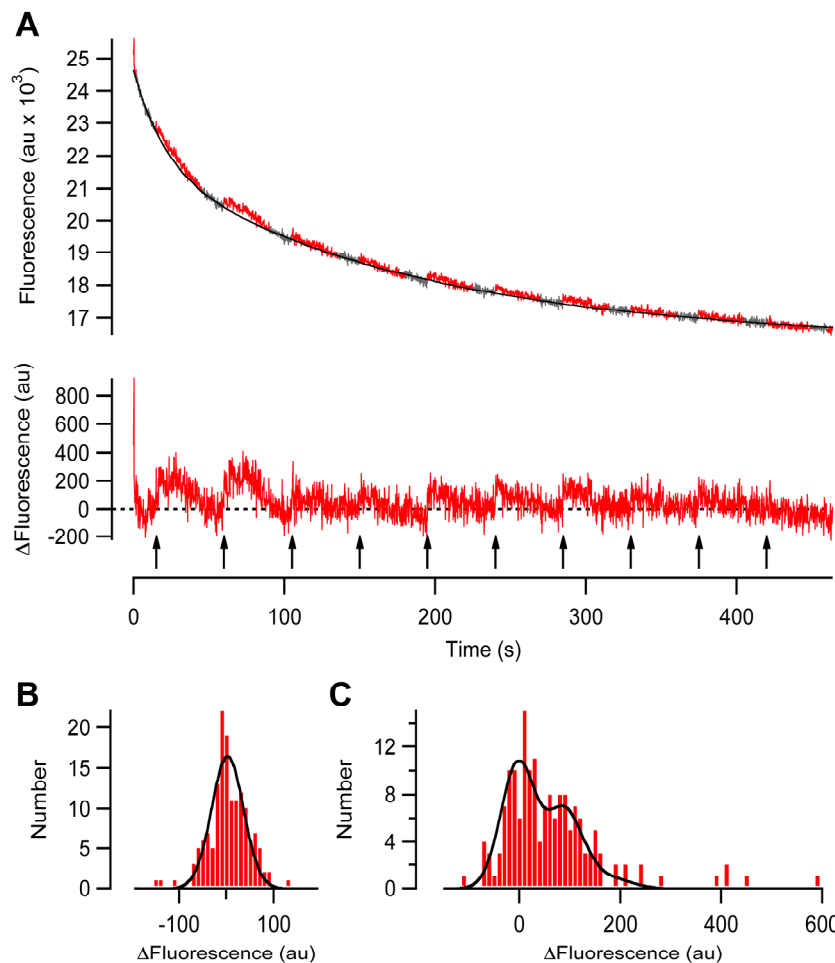 A
Fluorescence (au x 10³)
25
24
23
22
21
20
19
18
17
ΔFluorescence (au)
800
600
400
200
0
-200
0 100 200 300 400
Time (s)
B
Number
20
15
10
5
0
-100 100
ΔFluorescence (au)
C
Number
12
8
4
0
0 200 400 600
ΔFluorescence (au)